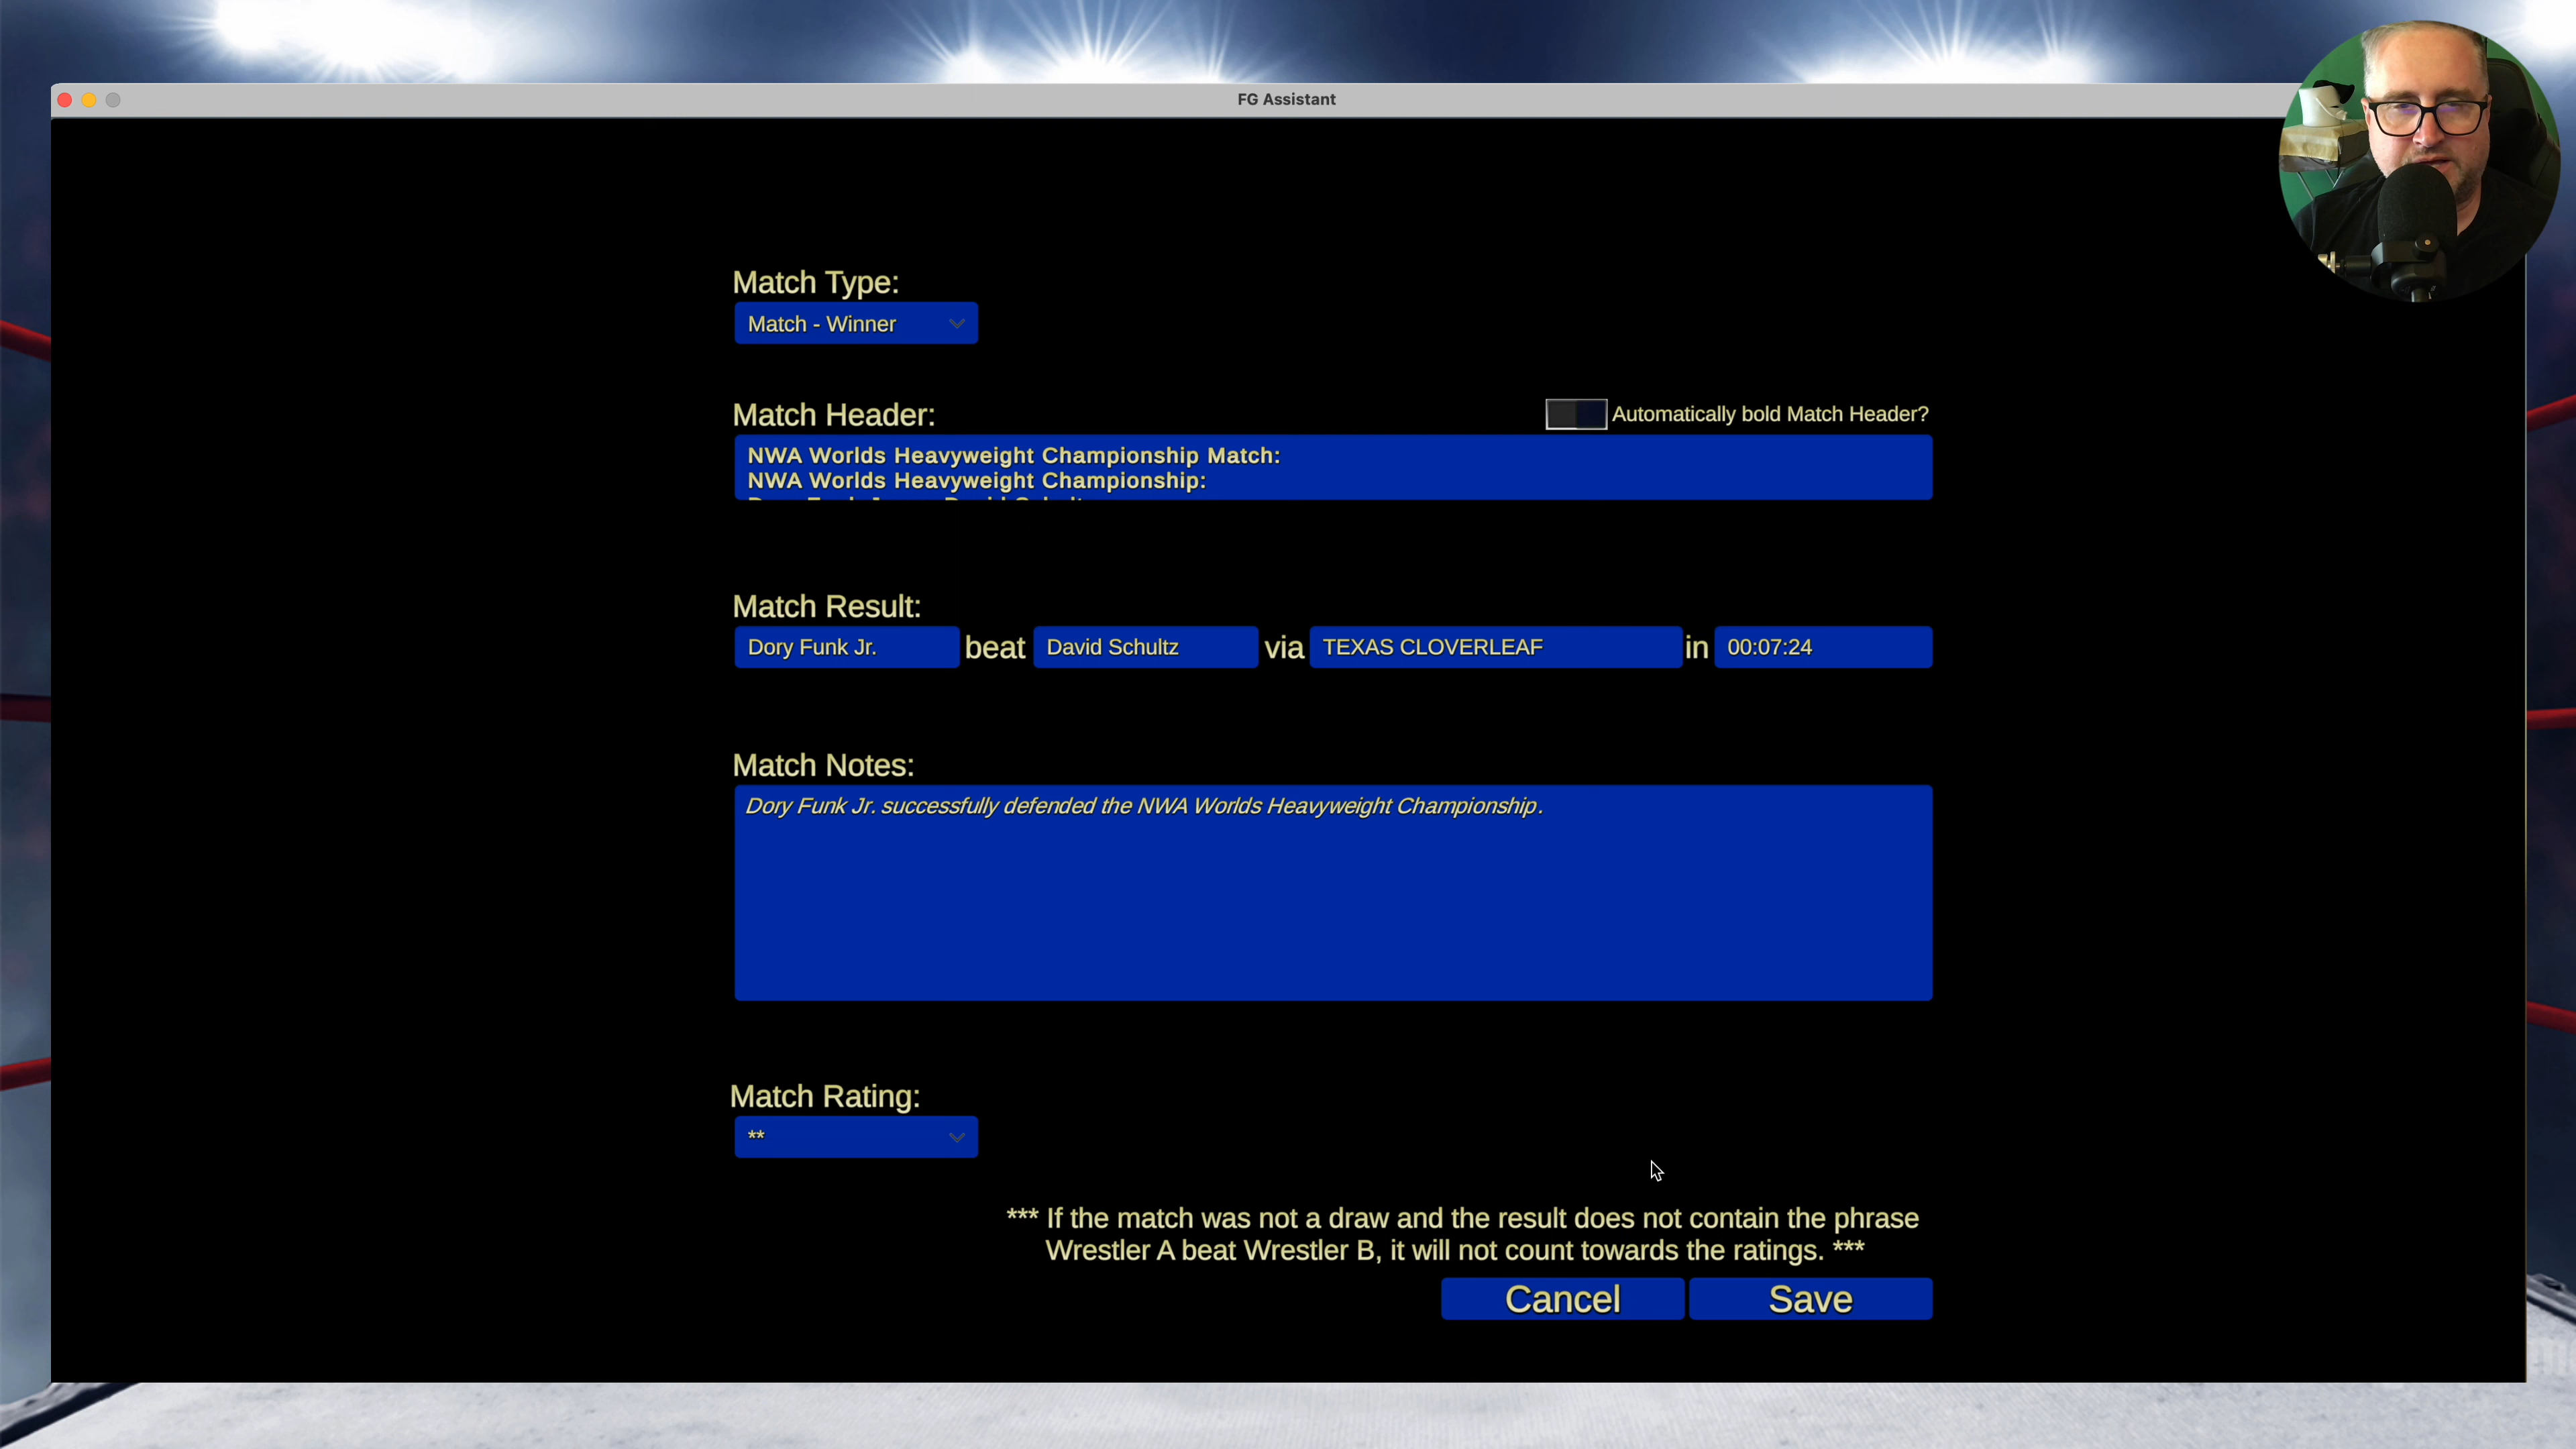 FG Assistant
Match Type:
Match - Winner
Match Header:
Automatically bold Match Header?
NWA Worlds Heavyweight Championship Match:
NWA Worlds Heavyweight Championship:
Match Result:
Dory Funk Jr. beat David Schultz via TEXAS CLOVERLEAF in 00:07:24
Match Notes:
Dory Funk Jr. successfully defended the NWA Worlds Heavyweight Championship.
Match Rating:
**
*** If the match was not a draw and the result does not contain the phrase
Wrestler A beat Wrestler B, it will not count towards the ratings. ***
Cancel
Save